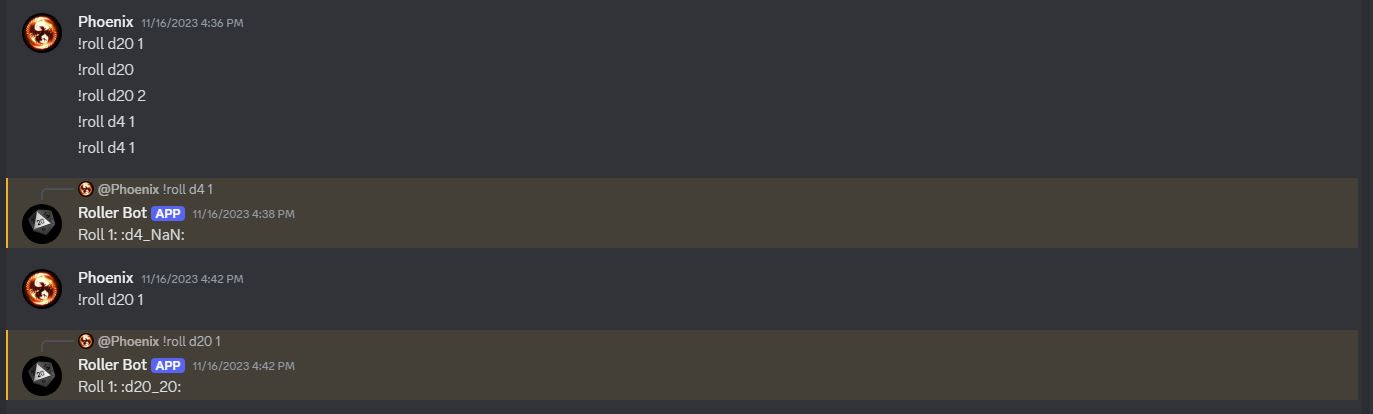 Phoenix 11/16/2023 4:36 PM
!roll d20 1
!roll d20
!roll d20 2
!roll d4 1
!roll d4 1
@Phoenix !roll d4 1
Roller Bot APP 11/16/2023 4:38 PM
Roll 1: :d4_NaN:
Phoenix 11/16/2023 4:42 PM
!roll d20 1
@Phoenix !roll d20 1
Roller Bot APP 11/16/2023 4:42 PM
Roll 1: :d20_20: